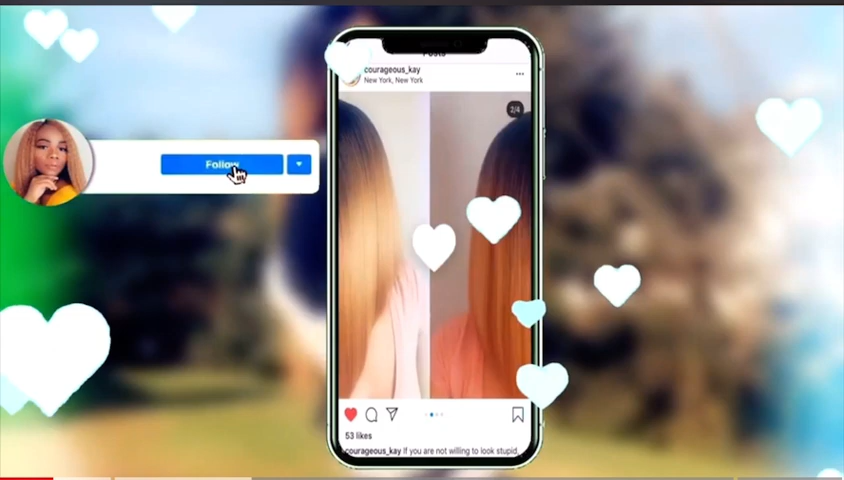 Posts
courageous_kay
New York, New York
2/4
Follow
53 likes
courageous_kay If you are not willing to look stupid,